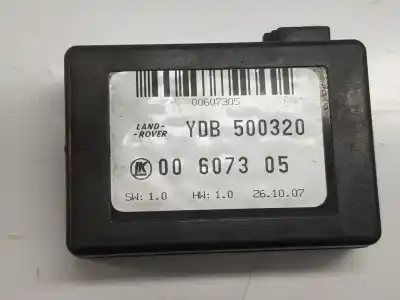 00607305
LAND-
-ROVER
YDB 500320
00 6073 05
SW: 1.0 HW: 1.0 26.10.07